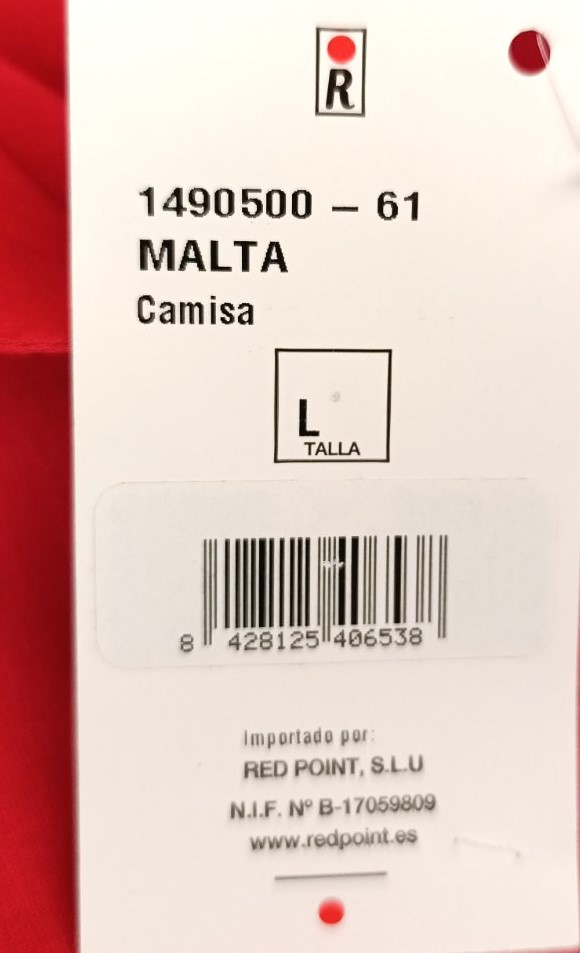 R
1490500 – 61
MALTA
Camisa
L
TALLA
8 428125 406538
Importado por:
RED POINT, S.L.U
N.I.F. Nº B-17059809
www.redpoint.es